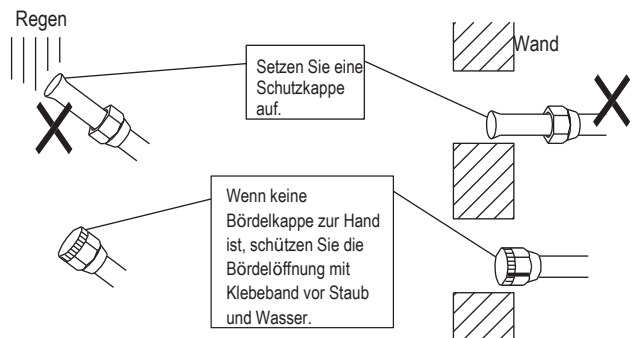 Regen
Wand
Setzen Sie eine
Schutzkappe
auf.
Wenn keine
Bördelkappe zur Hand
ist, schützen Sie die
Bördelöffnung mit
Klebeband vor Staub
und Wasser.